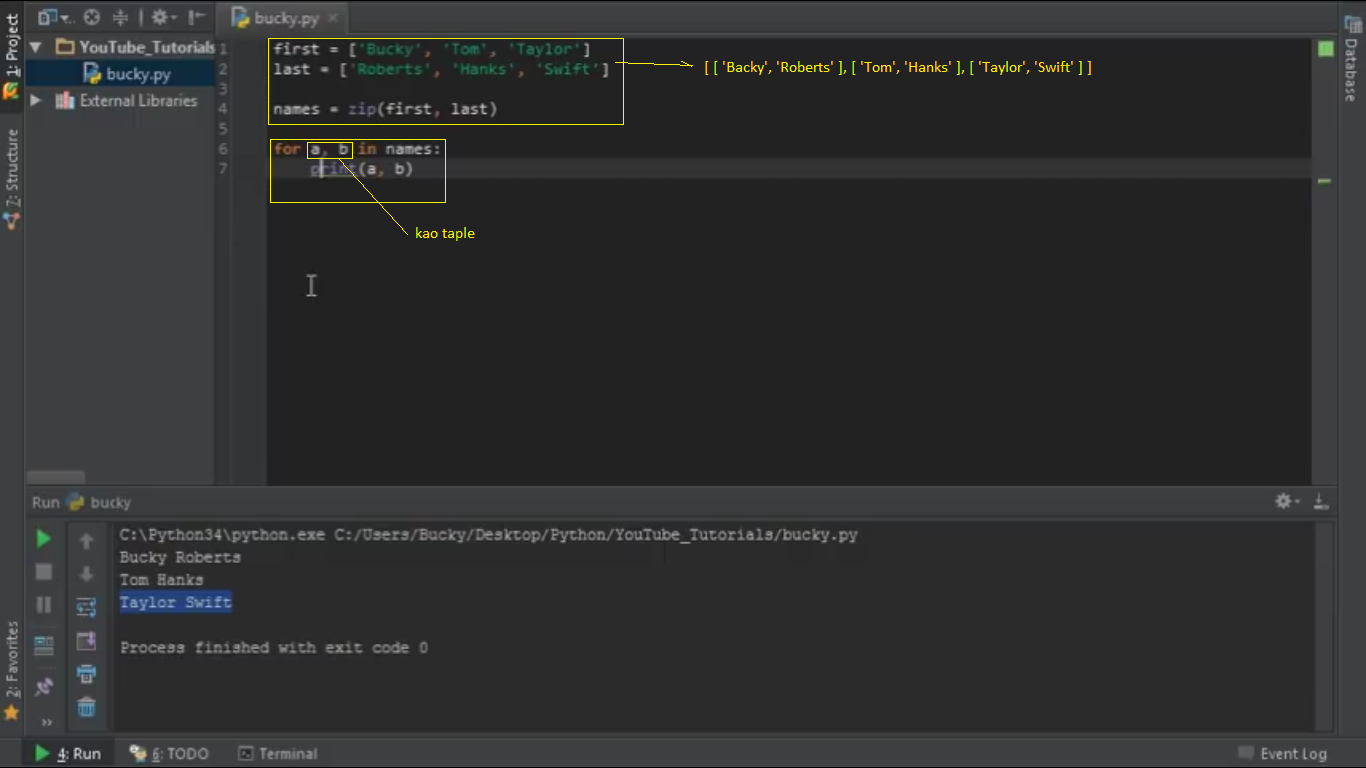 bucky.py
1: Project
YouTube_Tutorials
bucky.py
External Libraries
7: Structure
2: Favorites
Database
1 first = ['Bucky', 'Tom', 'Taylor']
2 last = ['Roberts', 'Hanks', 'Swift']
3
4 names = zip(first, last)
5
6 for a, b in names:
7 print(a, b)
[ [ 'Backy', 'Roberts' ], [ 'Tom', 'Hanks' ], [ 'Taylor', 'Swift' ] ]
kao taple
Run bucky
C:\Python34\python.exe C:/Users/Bucky/Desktop/Python/YouTube_Tutorials/bucky.py
Bucky Roberts
Tom Hanks
Taylor Swift
Process finished with exit code 0
4: Run 6: TODO Terminal Event Log